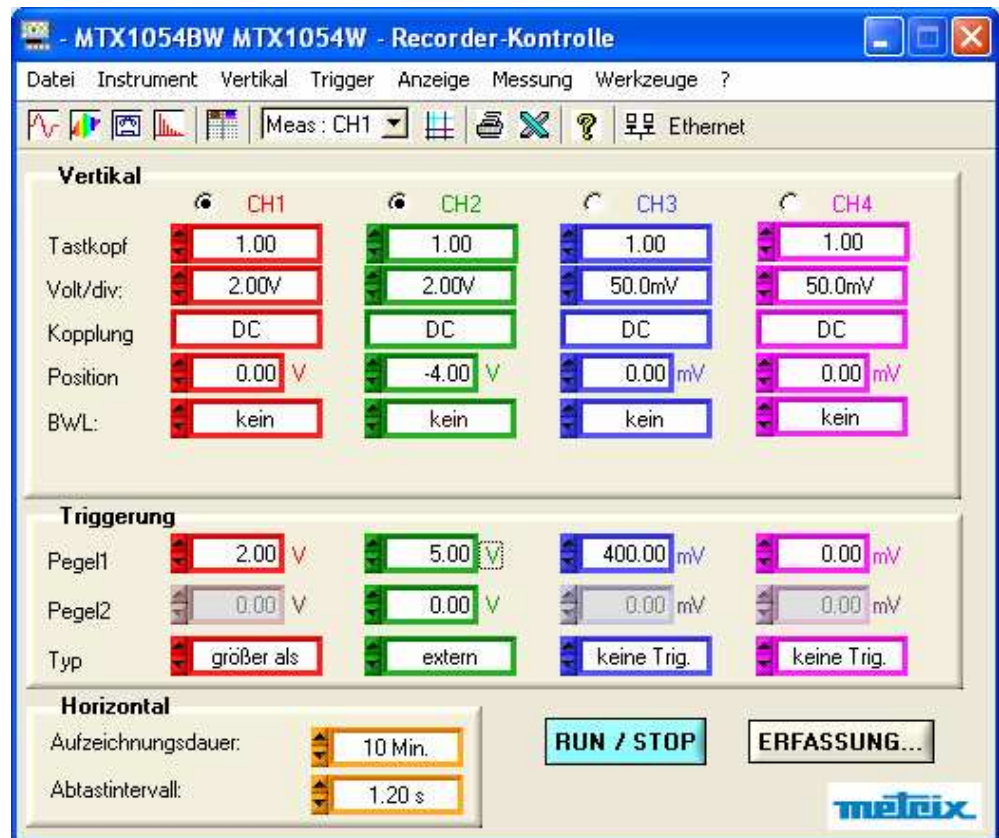 - MTX1054BW MTX1054W - Recorder-Kontrolle
Datei Instrument Vertikal Trigger Anzeige Messung Werkzeuge ?
Meas : CH1 ? Ethernet
Vertikal
CH1 CH2 CH3 CH4
Tastkopf 1.00 1.00 1.00 1.00
Volt/div: 2.00V 2.00V 50.0mV 50.0mV
Kopplung DC DC DC DC
Position 0.00 V -4.00 V 0.00 mV 0.00 mV
BWL: kein kein kein kein
Triggerung
Pegel1 2.00 V 5.00 V 400.00 mV 0.00 mV
Pegel2 0.00 V 0.00 V 0.00 mV 0.00 mV
Typ größer als extern keine Trig. keine Trig.
Horizontal
Aufzeichnungsdauer: 10 Min. RUN / STOP ERFASSUNG...
Abtastintervall: 1.20 s
metrix